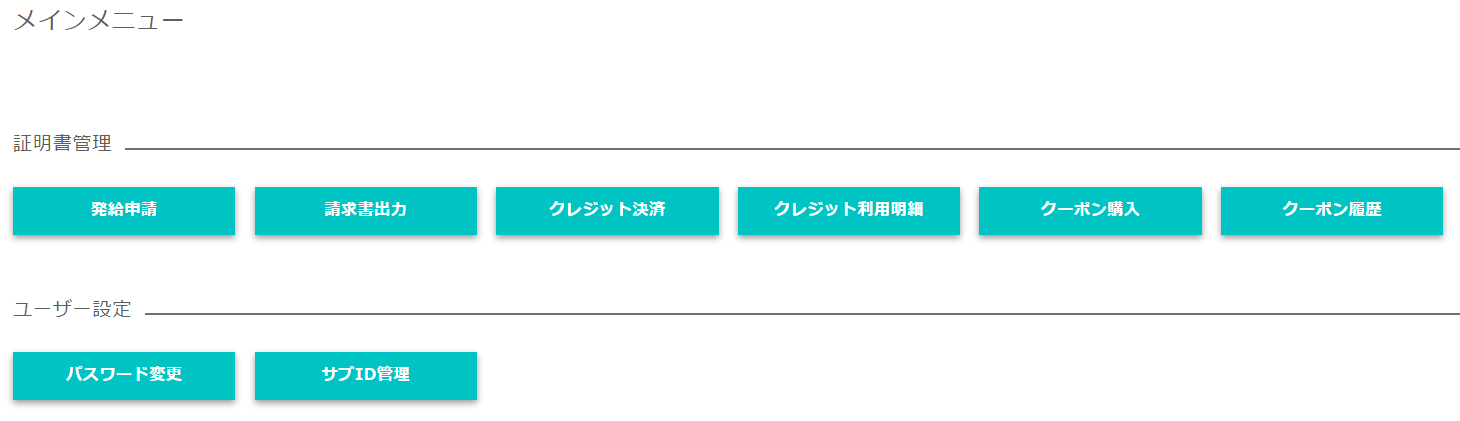 メインメニュー
証明書管理
発給申請 請求書出力 クレジット決済 クレジット利用明細 クーポン購入 クーポン履歴
ユーザー設定
パスワード変更 サブID管理